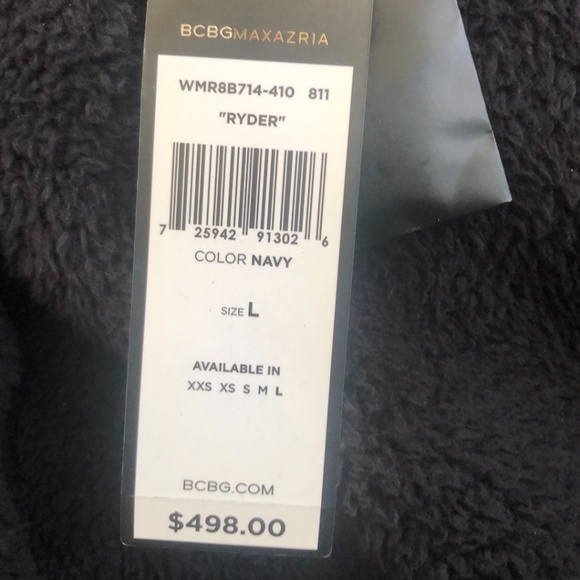 BCBGMAXAZRIA
WMR8B714-410 811
"RYDER"
7 25942 91302 6
COLOR NAVY
SIZE L
AVAILABLE IN
XXS XS S M L
BCBG.COM
$498.00